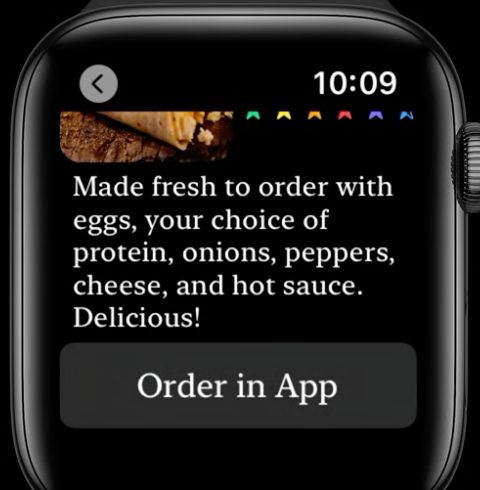 10:09
Made fresh to order with
eggs, your choice of
protein, onions, peppers,
cheese, and hot sauce.
Delicious!
Order in App